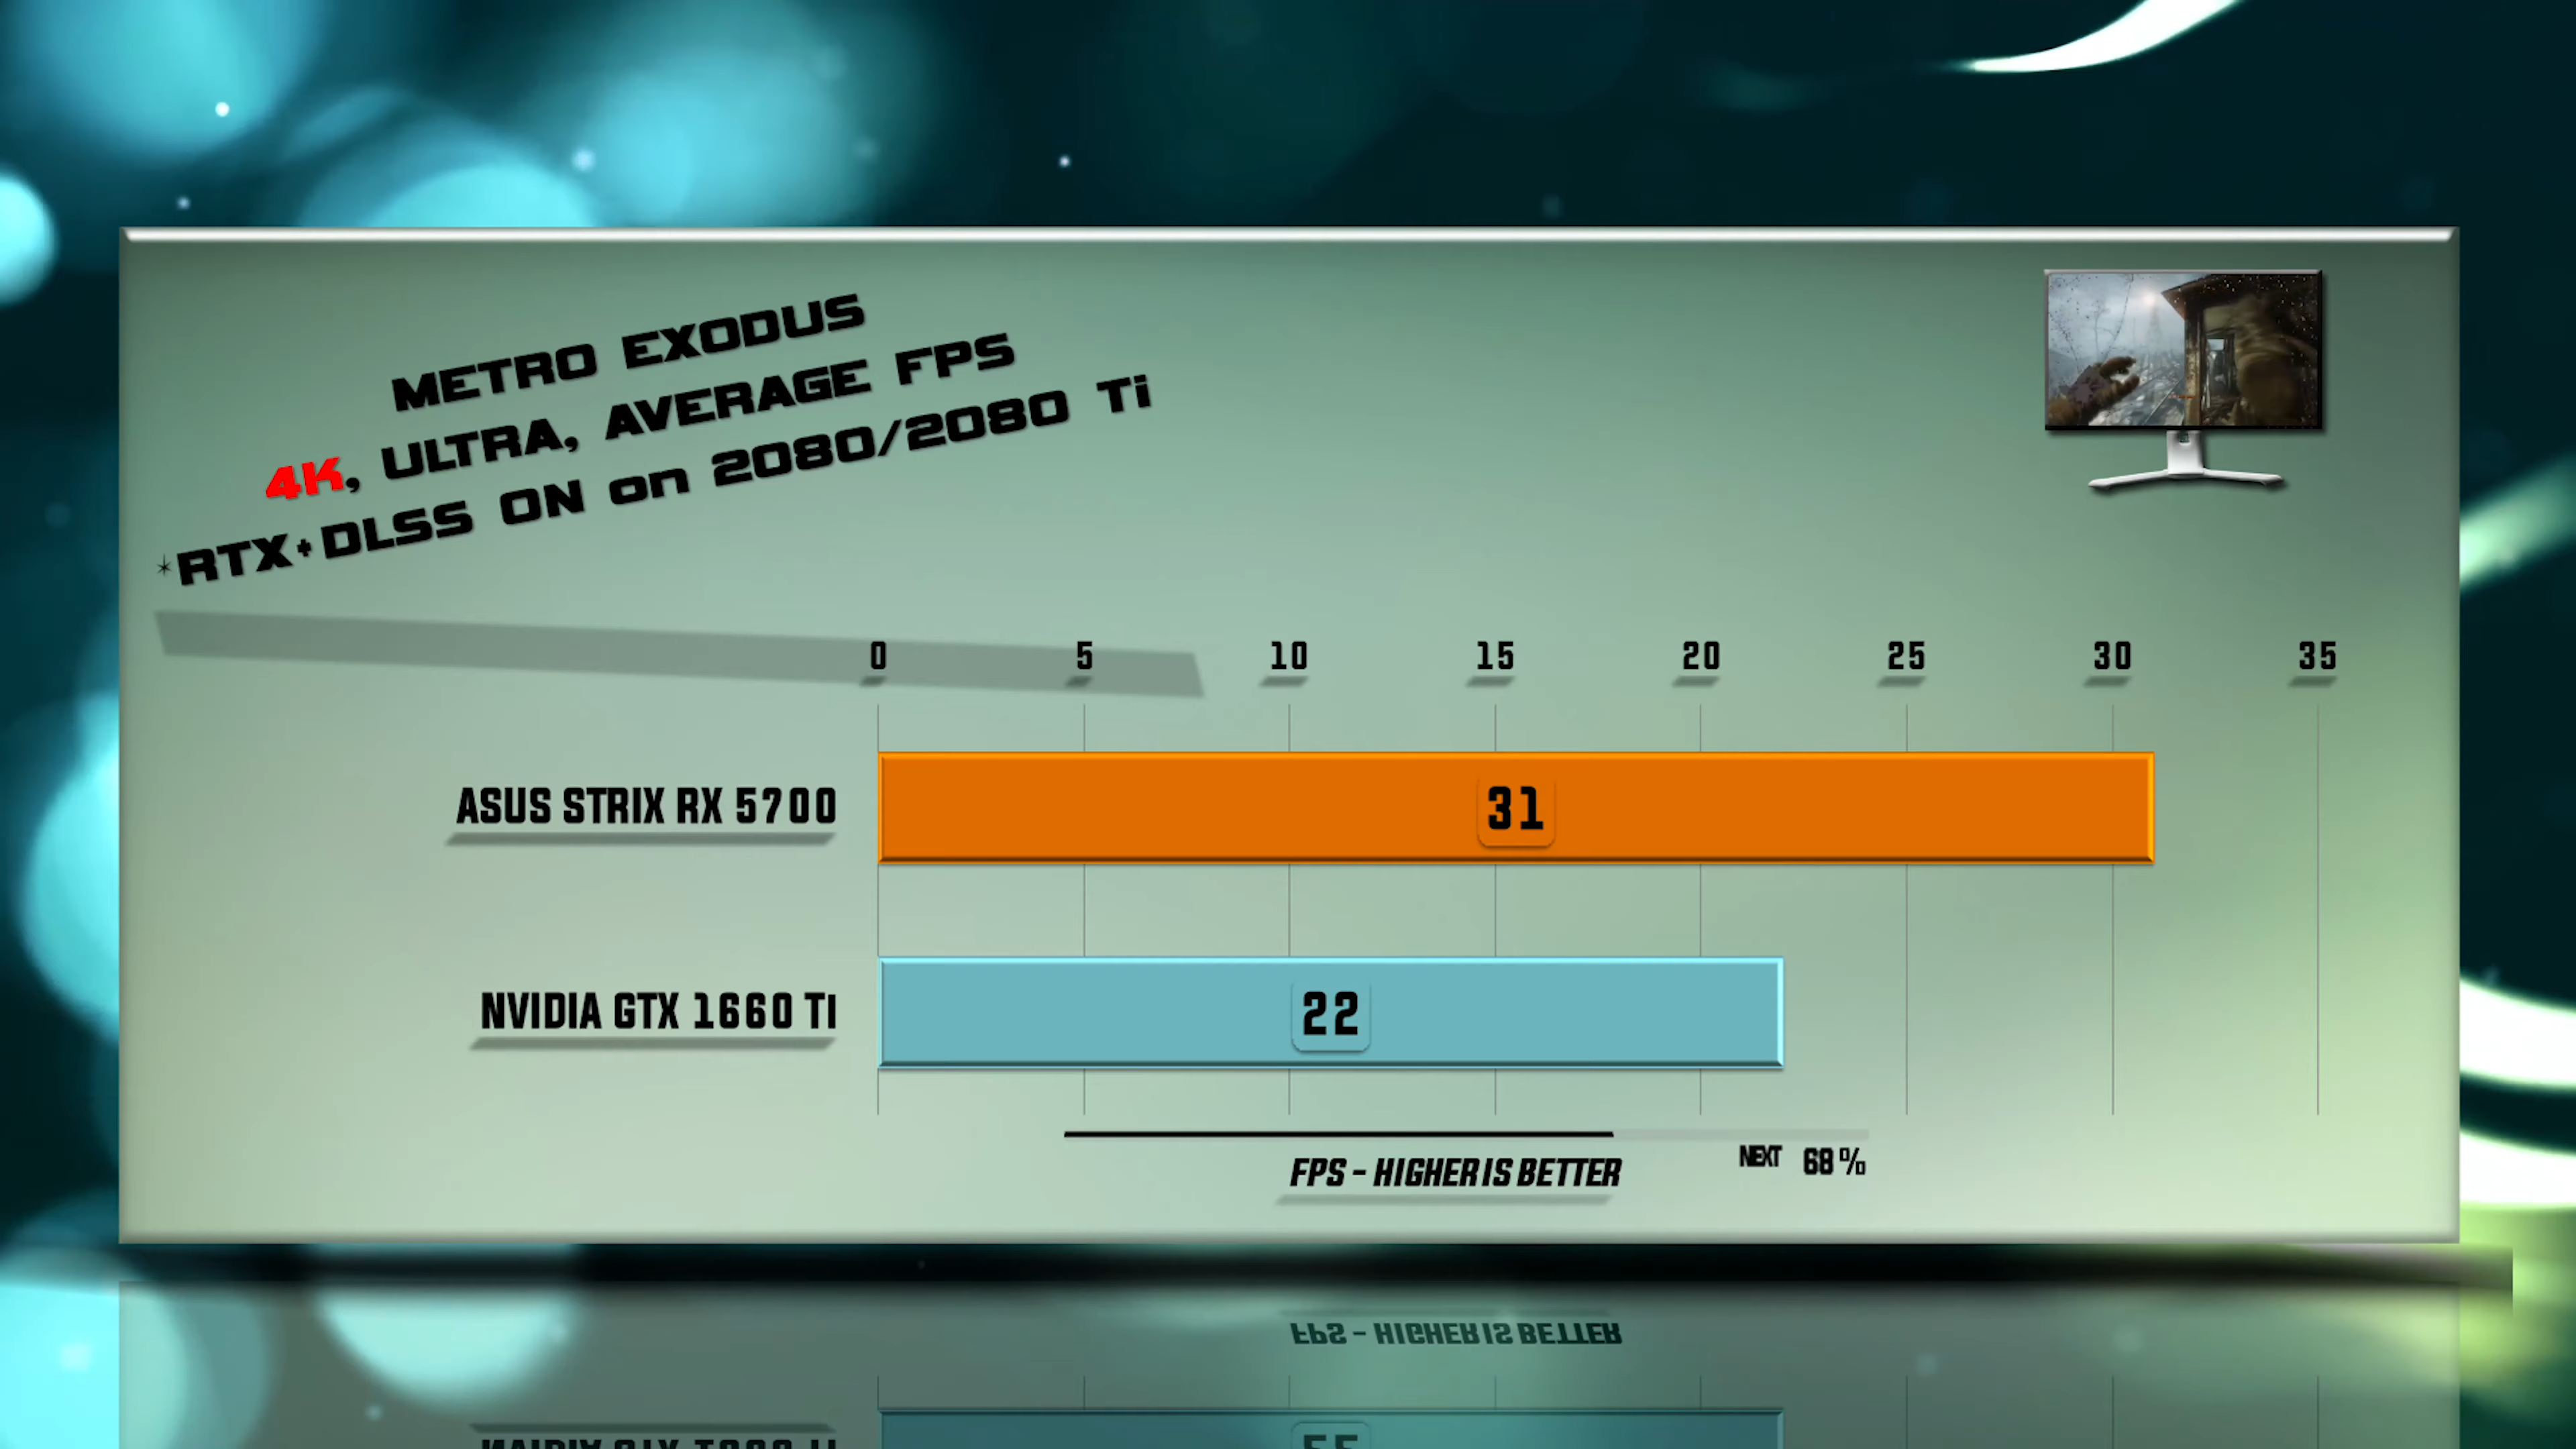 METRO EXODUS
4K, ULTRA, AVERAGE FPS
*RTX+DLSS ON on 2080/2080 Ti
0 5 10 15 20 25 30 35
ASUS STRIX RX 5700 31
NVIDIA GTX 1660 TI 22
FPS - HIGHER IS BETTER
NEXT 68%